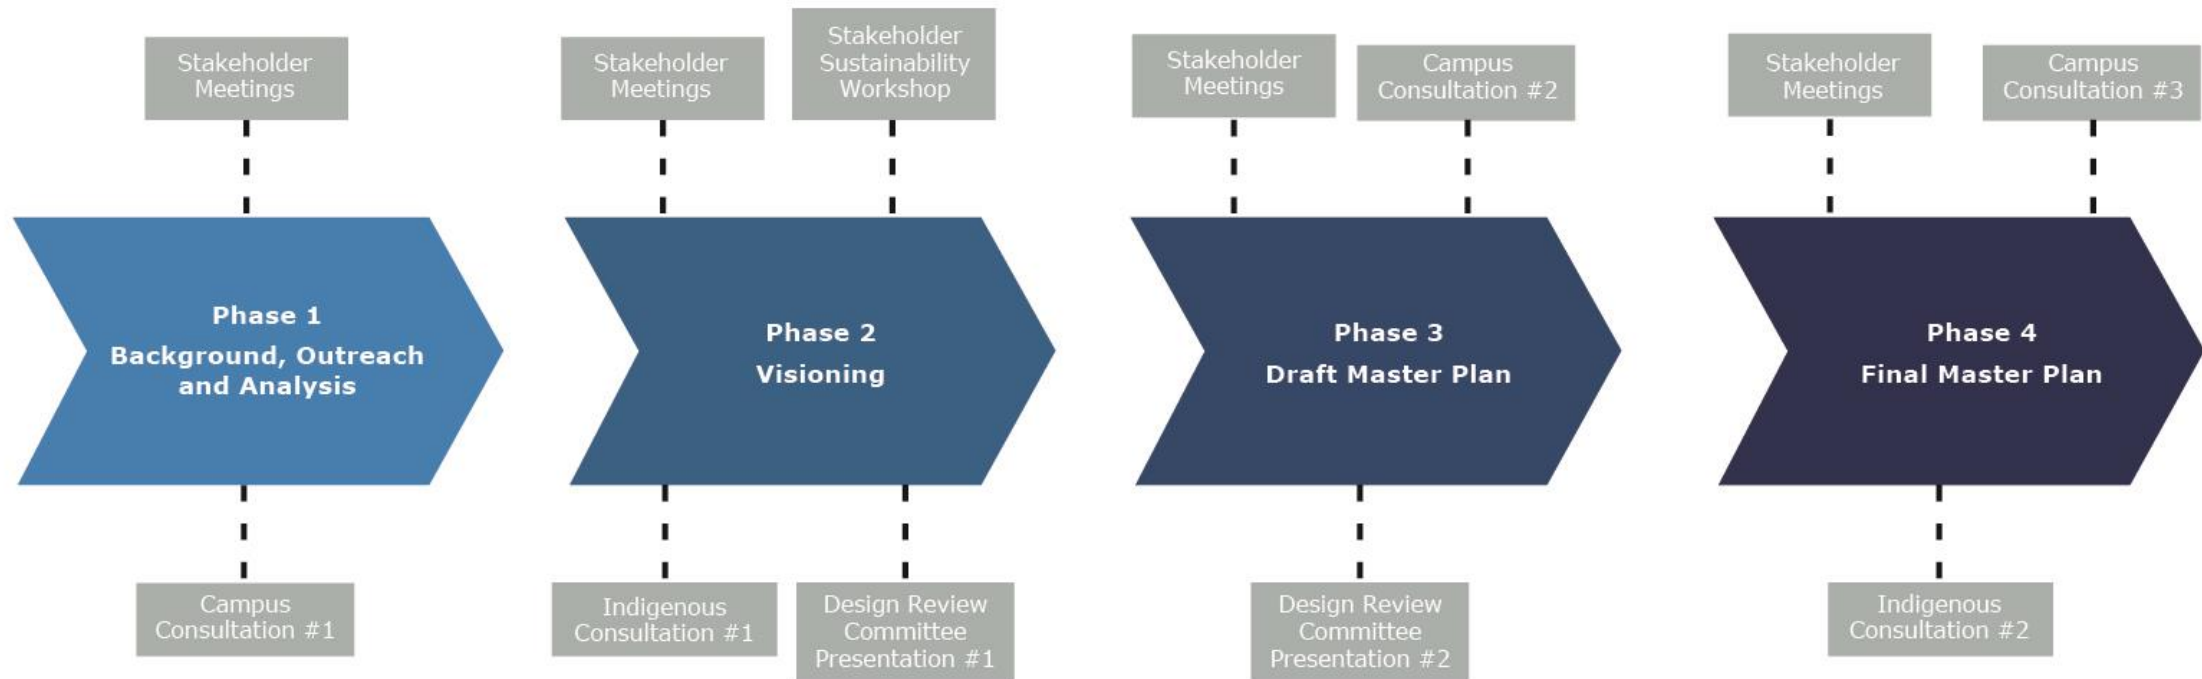 Stakeholder
Meetings
Stakeholder
Meetings
Stakeholder
Sustainability
Workshop
Stakeholder
Meetings
Campus
Consultation #2
Stakeholder
Meetings
Campus
Consultation #3
Phase 1
Background, Outreach
and Analysis
Phase 2
Visioning
Phase 3
Draft Master Plan
Phase 4
Final Master Plan
Campus
Consultation #1
Indigenous
Consultation #1
Design Review
Committee
Presentation #1
Design Review
Committee
Presentation #2
Indigenous
Consultation #2